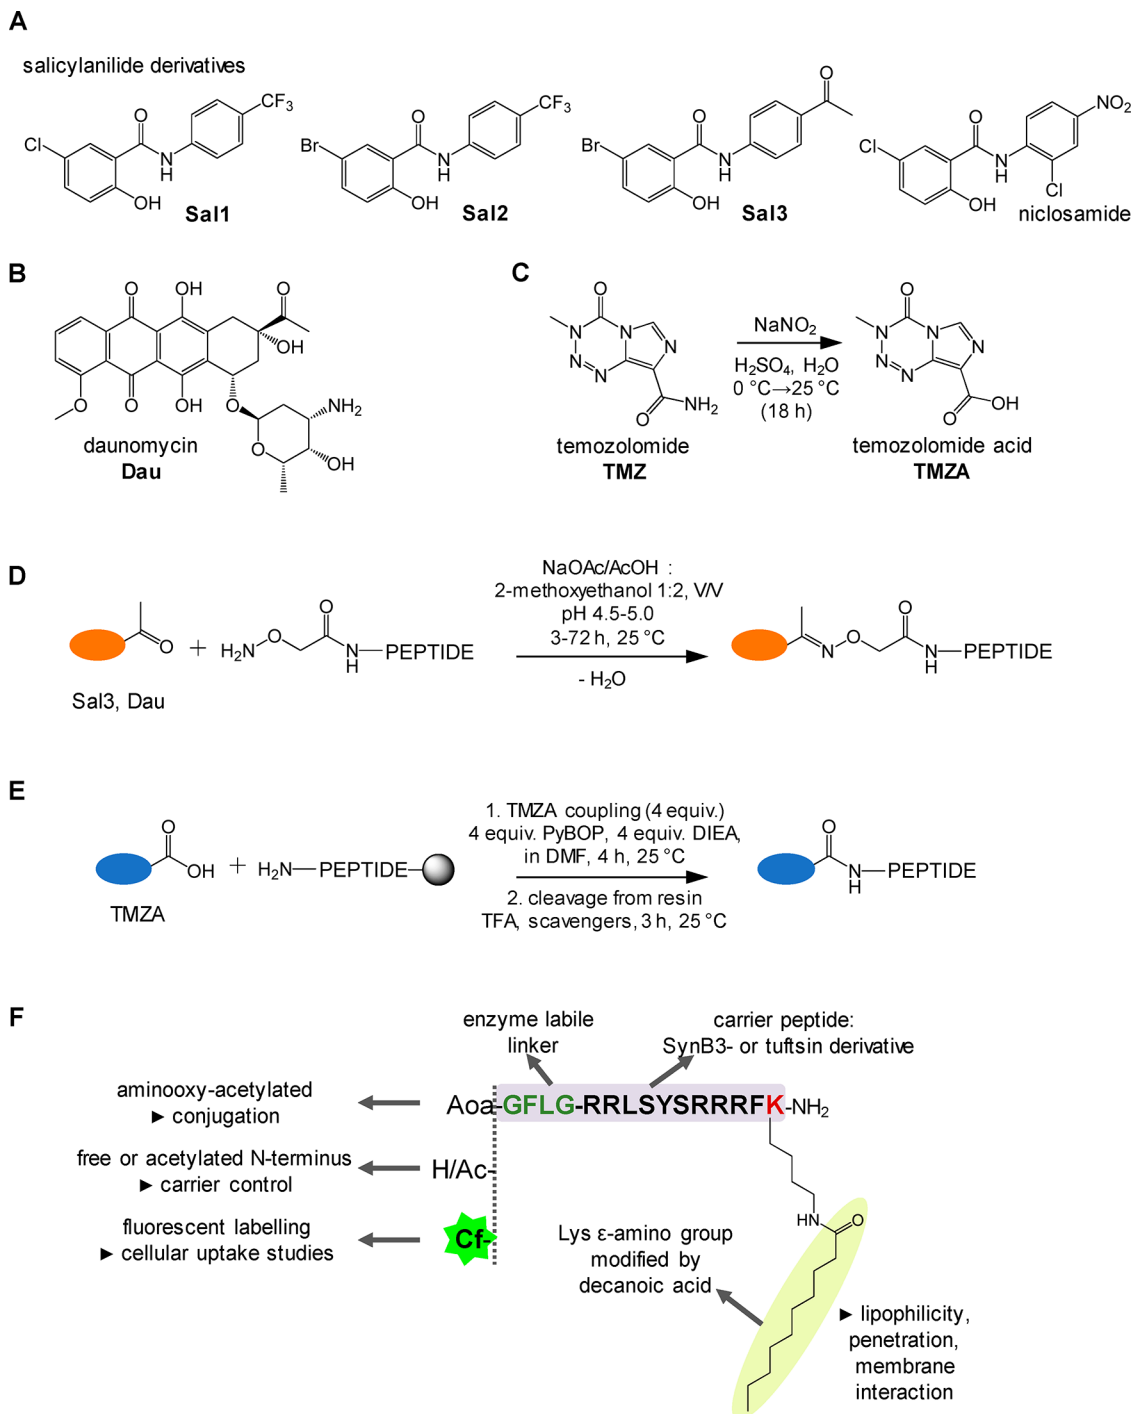 A
salicylanilide derivatives
Cl
O
N
H
OH
CF3
Sal1
Br
O
N
H
OH
CF3
Sal2
Br
O
N
H
OH
O
Sal3
Cl
O
N
H
OH
Cl
NO2
niclosamide
B
O
OH
O
OH
O
O
OH
O
NH2
O
OH
daunomycin
Dau
C
O
N
N
N
N
N
O
NH2
temozolomide
TMZ
NaNO2
H2SO4, H2O
0 °C→25 °C
(18 h)
O
N
N
N
N
N
O
OH
temozolomide acid
TMZA
D
O
Sal3, Dau
+
H2N
O
O
N
H
PEPTIDE
NaOAc/AcOH :
2-methoxyethanol 1:2, V/V
pH 4.5-5.0
3-72 h, 25 °C
- H2O
N
O
O
N
H
PEPTIDE
E
O
OH
TMZA
+
H2N
PEPTIDE
1. TMZA coupling (4 equiv.)
4 equiv. PyBOP, 4 equiv. DIEA,
in DMF, 4 h, 25 °C
2. cleavage from resin
TFA, scavengers, 3 h, 25 °C
O
N
H
PEPTIDE
F
enzyme labile
linker
carrier peptide:
SynB3- or tuftsin derivative
aminooxy-acetylated
► conjugation
Aoa-GFLG-RRLSYSRRRFK-NH2
free or acetylated N-terminus
► carrier control
H/Ac-
fluorescent labelling
► cellular uptake studies
Cf-
HN
O
Lys ε-amino group
modified by
decanoic acid
► lipophilicity,
penetration,
membrane
interaction